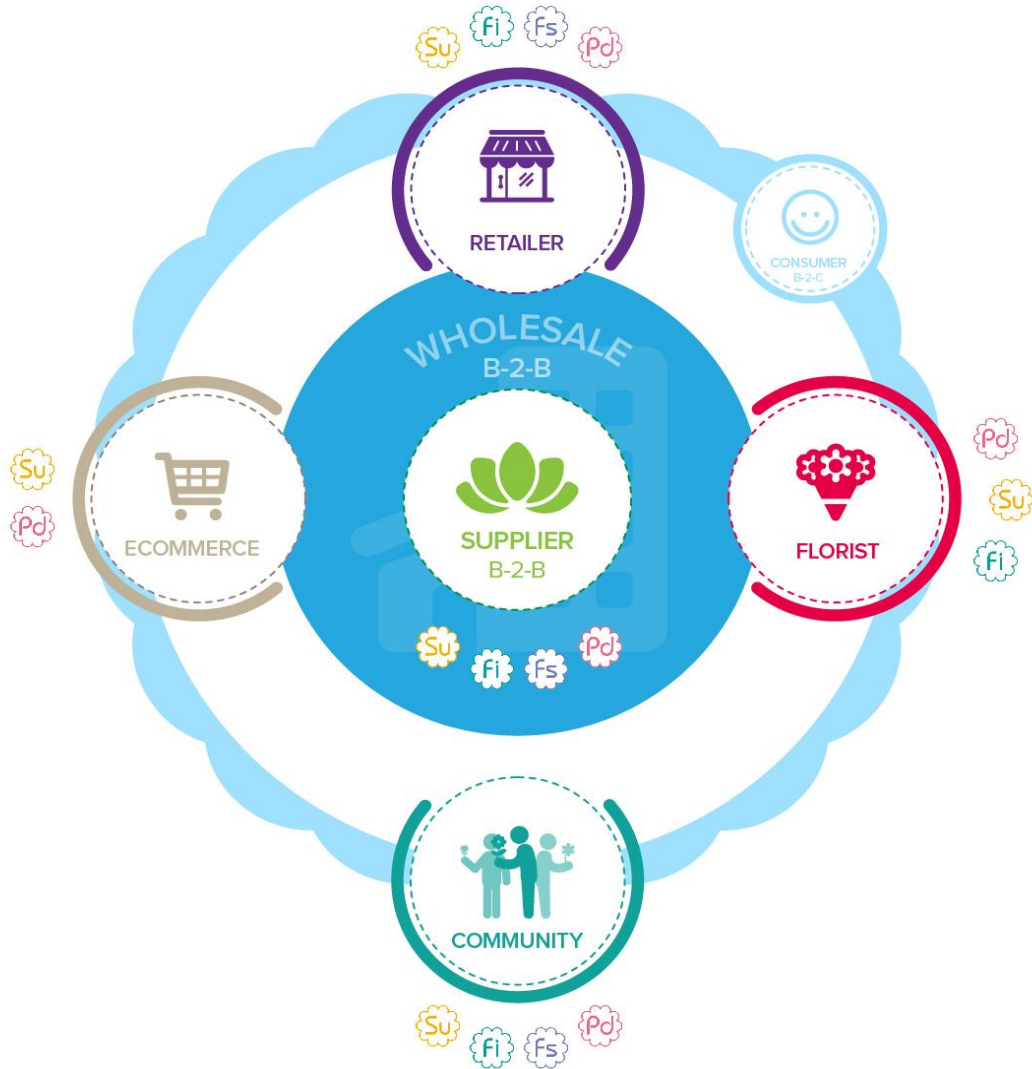 Su
Fi
Fs
Pd
RETAILER
CONSUMER
B-2-C
WHOLESALE
B-2-B
Su
Pd
ECOMMERCE
SUPPLIER
B-2-B
FLORIST
Pd
Su
Fi
Su
Fi
Fs
Pd
COMMUNITY
Su
Fi
Fs
Pd